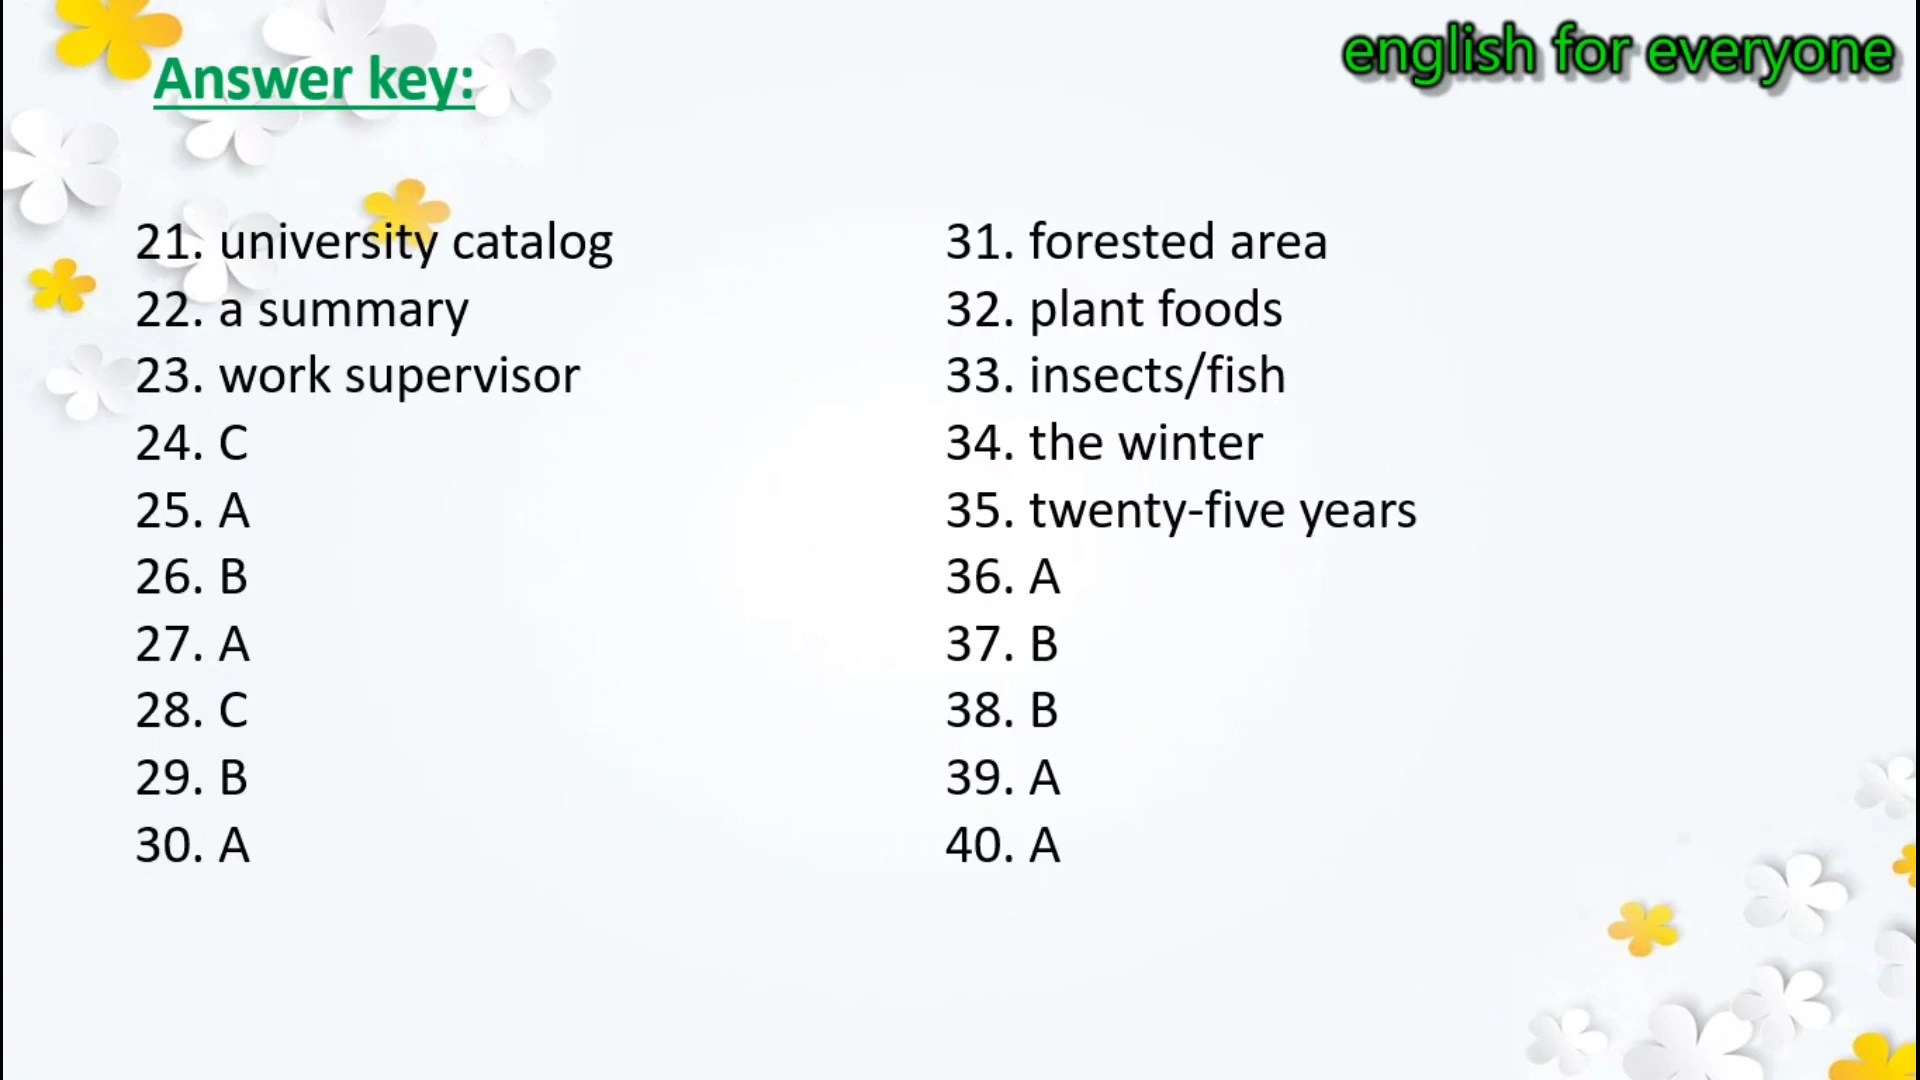 Answer key:
english for everyone
21. university catalog
22. a summary
23. work supervisor
24. C
25. A
26. B
27. A
28. C
29. B
30. A
31. forested area
32. plant foods
33. insects/fish
34. the winter
35. twenty-five years
36. A
37. B
38. B
39. A
40. A